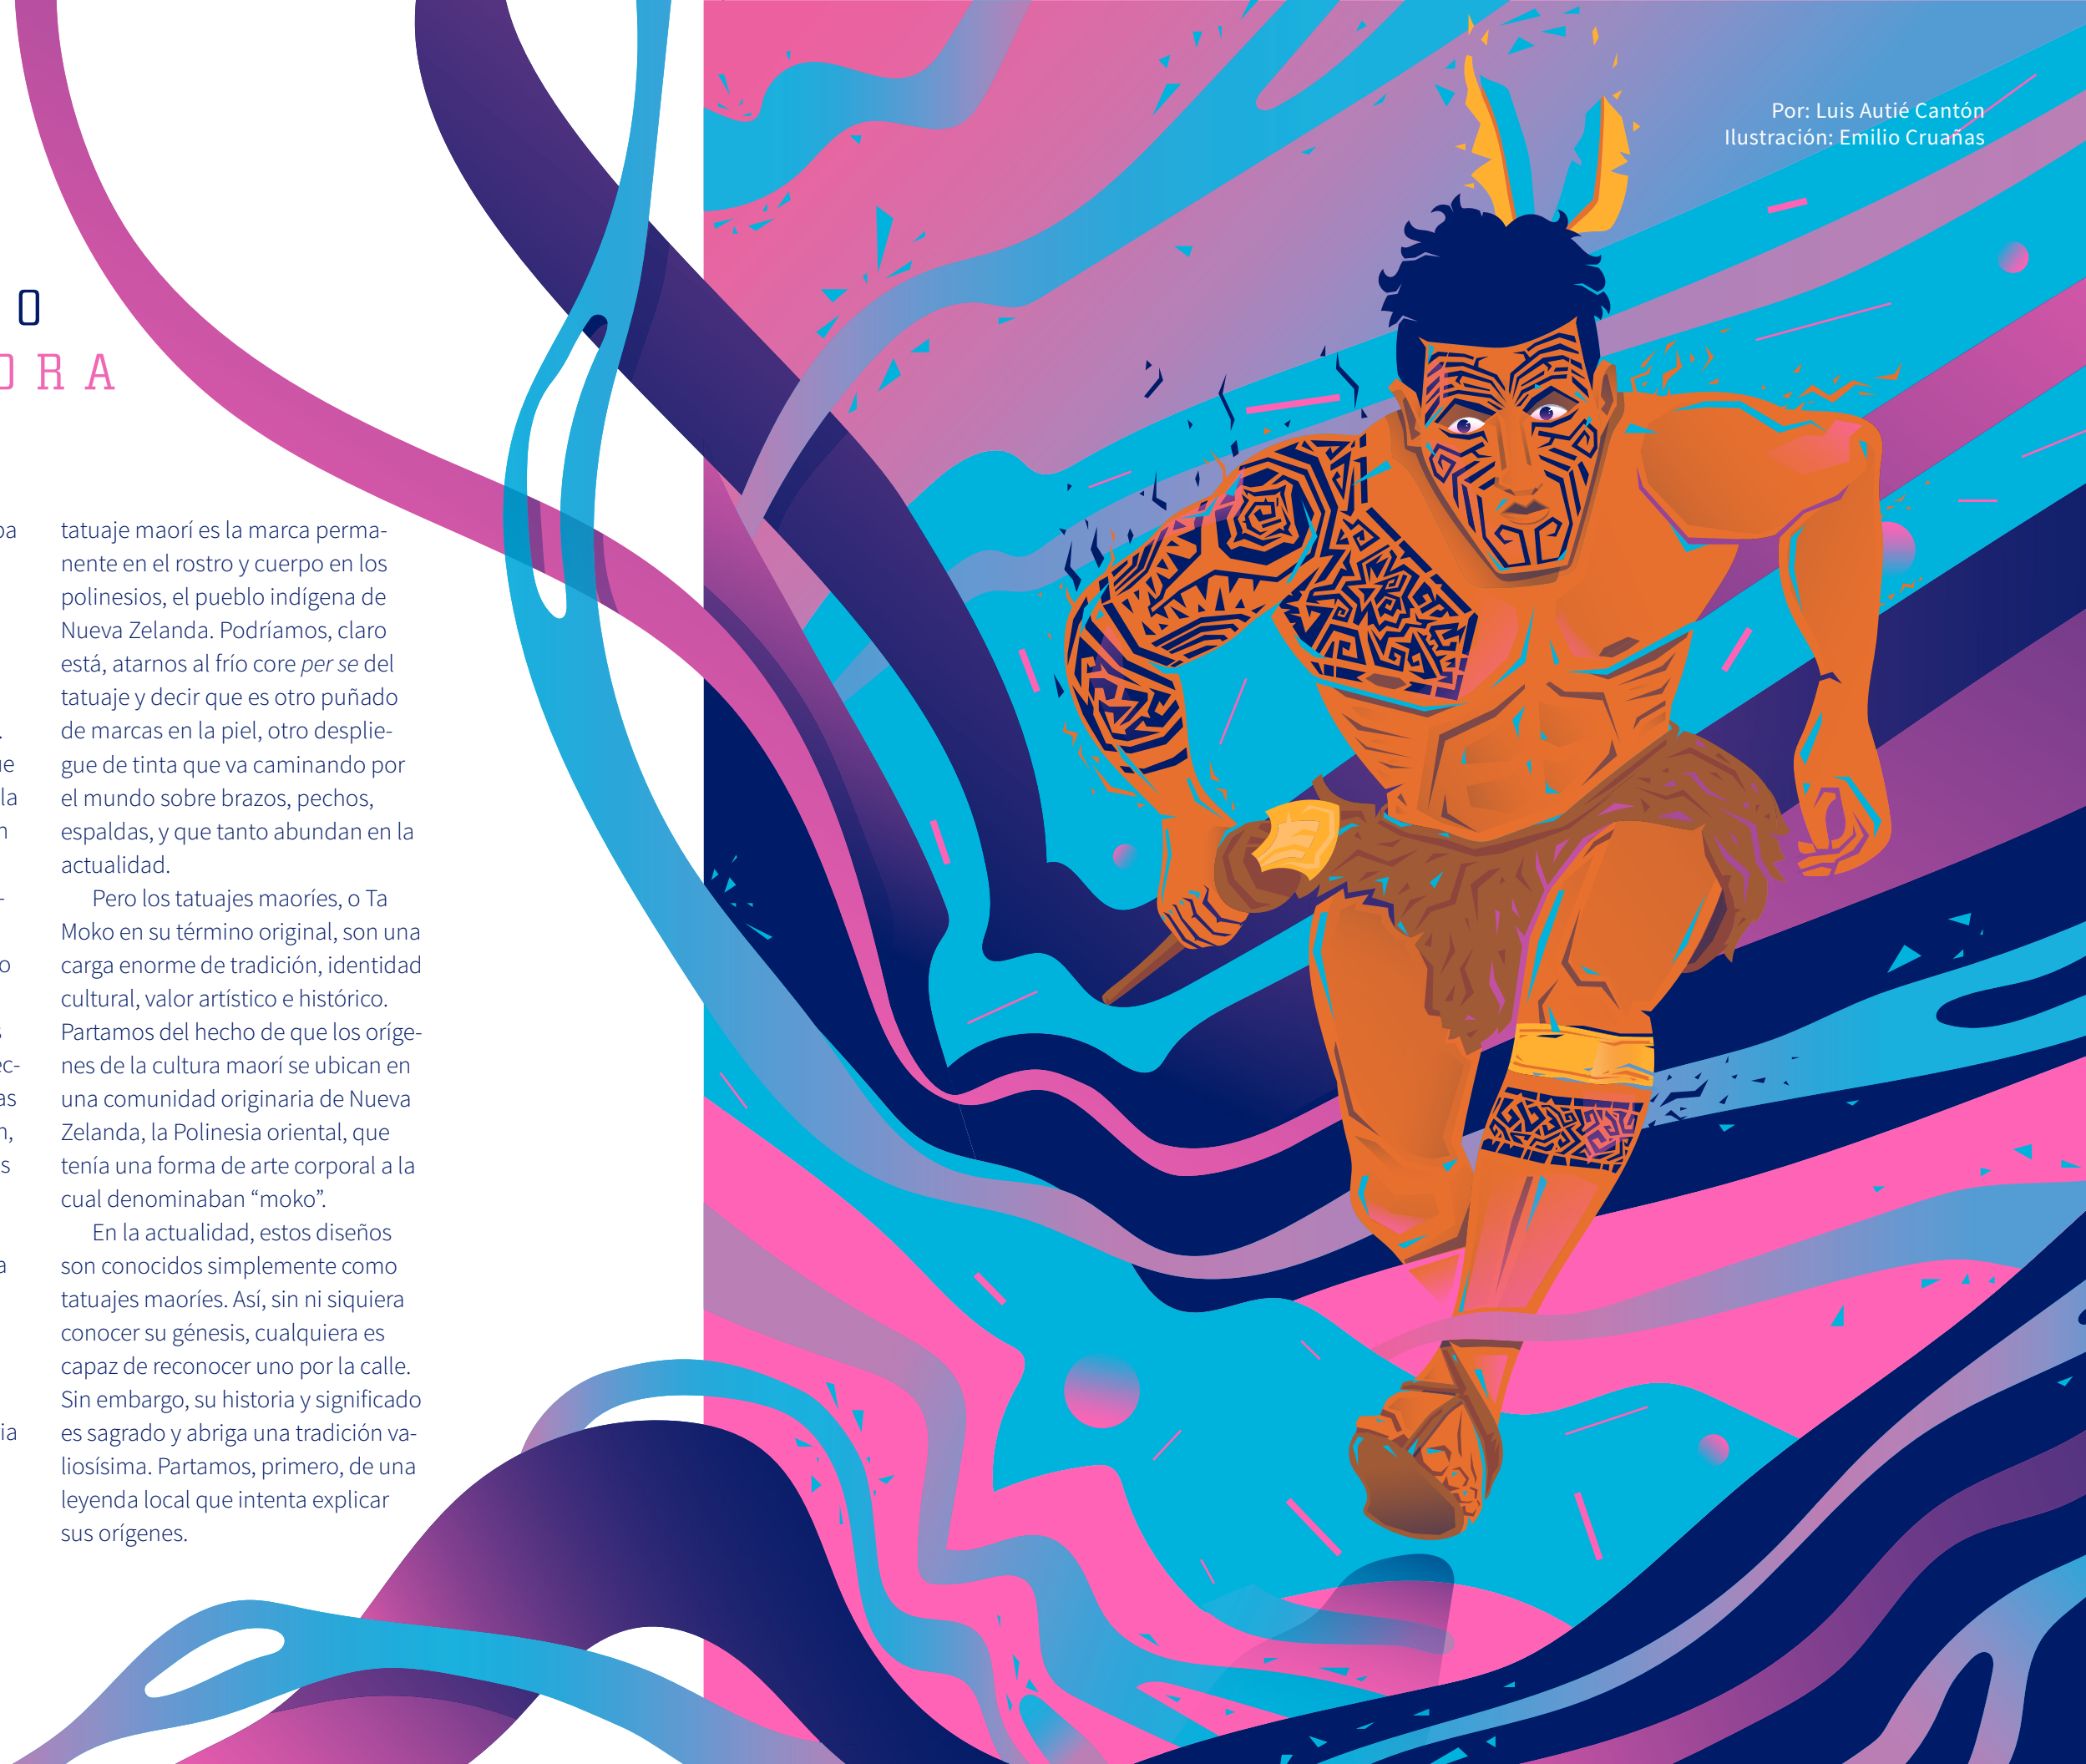 O
ORA
tatuaje maorí es la marca perma-
nente en el rostro y cuerpo en los
polinesios, el pueblo indígena de
Nueva Zelanda. Podríamos, claro
está, atarnos al frío core per se del
tatuaje y decir que es otro puñado
de marcas en la piel, otro desplie-
gue de tinta que va caminando por
el mundo sobre brazos, pechos,
espaldas, y que tanto abundan en la
actualidad.
Pero los tatuajes maoríes, o Ta
Moko en su término original, son una
carga enorme de tradición, identidad
cultural, valor artístico e histórico.
Partamos del hecho de que los oríge-
nes de la cultura maorí se ubican en
una comunidad originaria de Nueva
Zelanda, la Polinesia oriental, que
tenía una forma de arte corporal a la
cual denominaban “moko”.
En la actualidad, estos diseños
son conocidos simplemente como
tatuajes maoríes. Así, sin ni siquiera
conocer su génesis, cualquiera es
capaz de reconocer uno por la calle.
Sin embargo, su historia y significado
es sagrado y abriga una tradición va-
liosísima. Partamos, primero, de una
leyenda local que intenta explicar
sus orígenes.
Por: Luis Autié Cantón
Ilustración: Emilio Cruañas